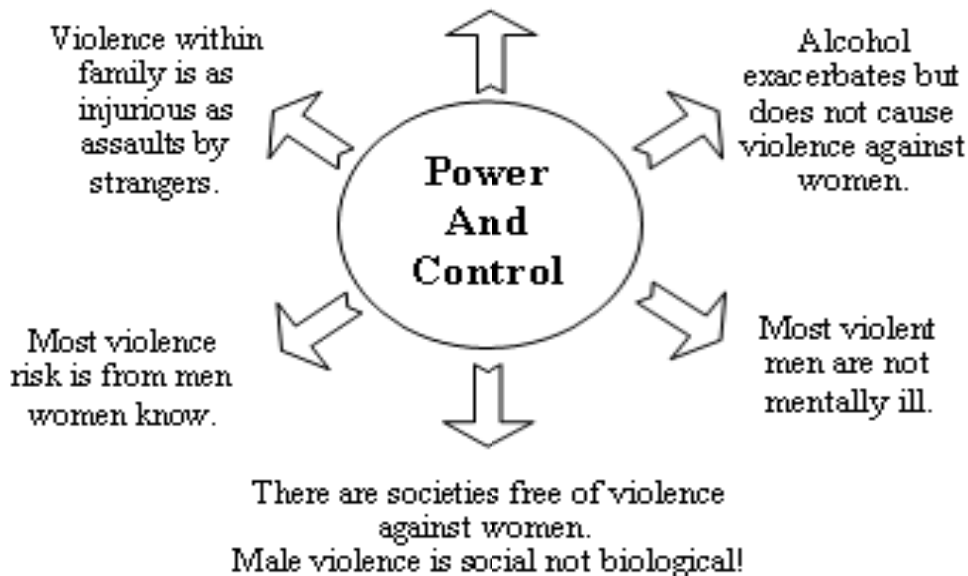 Violence within
family is as
injurious as
assaults by
strangers.
Alcohol
exacerbates but
does not cause
violence against
women.
Power
And
Control
Most violence
risk is from men
women know.
Most violent
men are not
mentally ill.
There are societies free of violence
against women.
Male violence is social not biological!